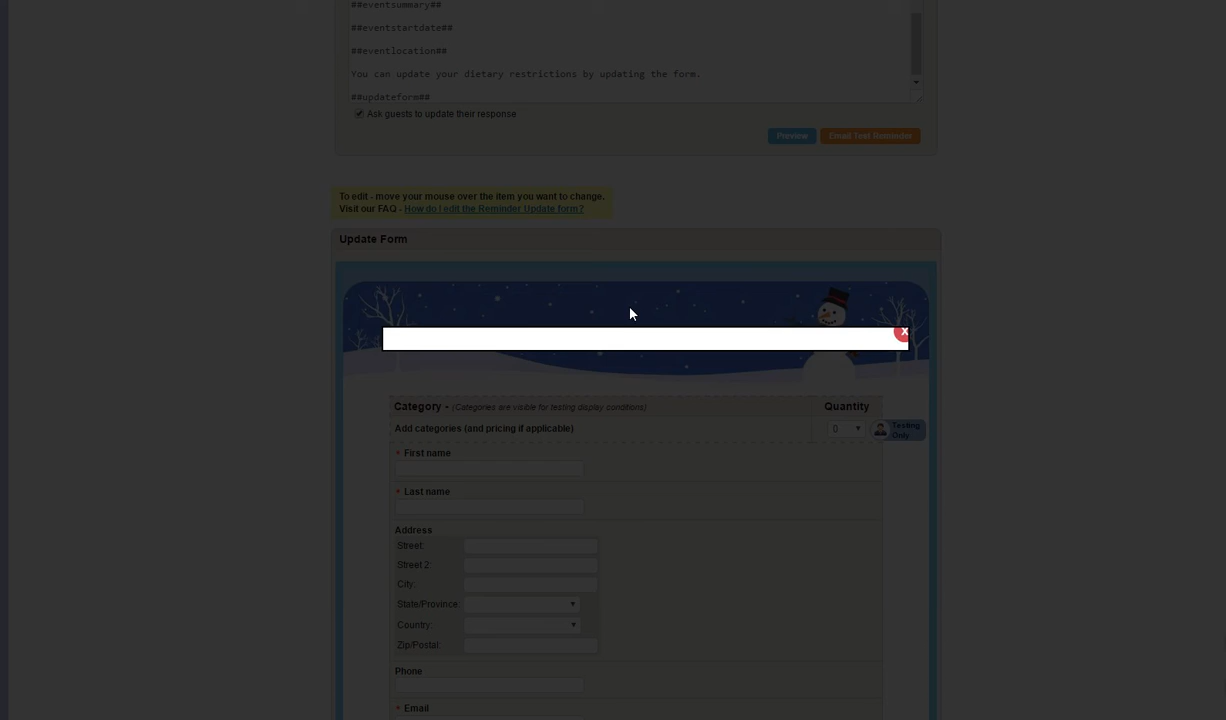 ##eventsummary##
##eventstartdate##
##eventlocation##
You can update your dietary restrictions by updating the form.
##updateform##
Ask guests to update their response
Preview Email Test Reminder
To edit - move your mouse over the item you want to change.
Visit our FAQ - How do I edit the Reminder Update form?
Update Form
x
Category - (Categories are visible for testing display conditions) Quantity
Add categories (and pricing if applicable) 0 Testing Only
* First name
* Last name
Address
Street:
Street 2:
City:
State/Province:
Country:
Zip/Postal:
Phone
* Email